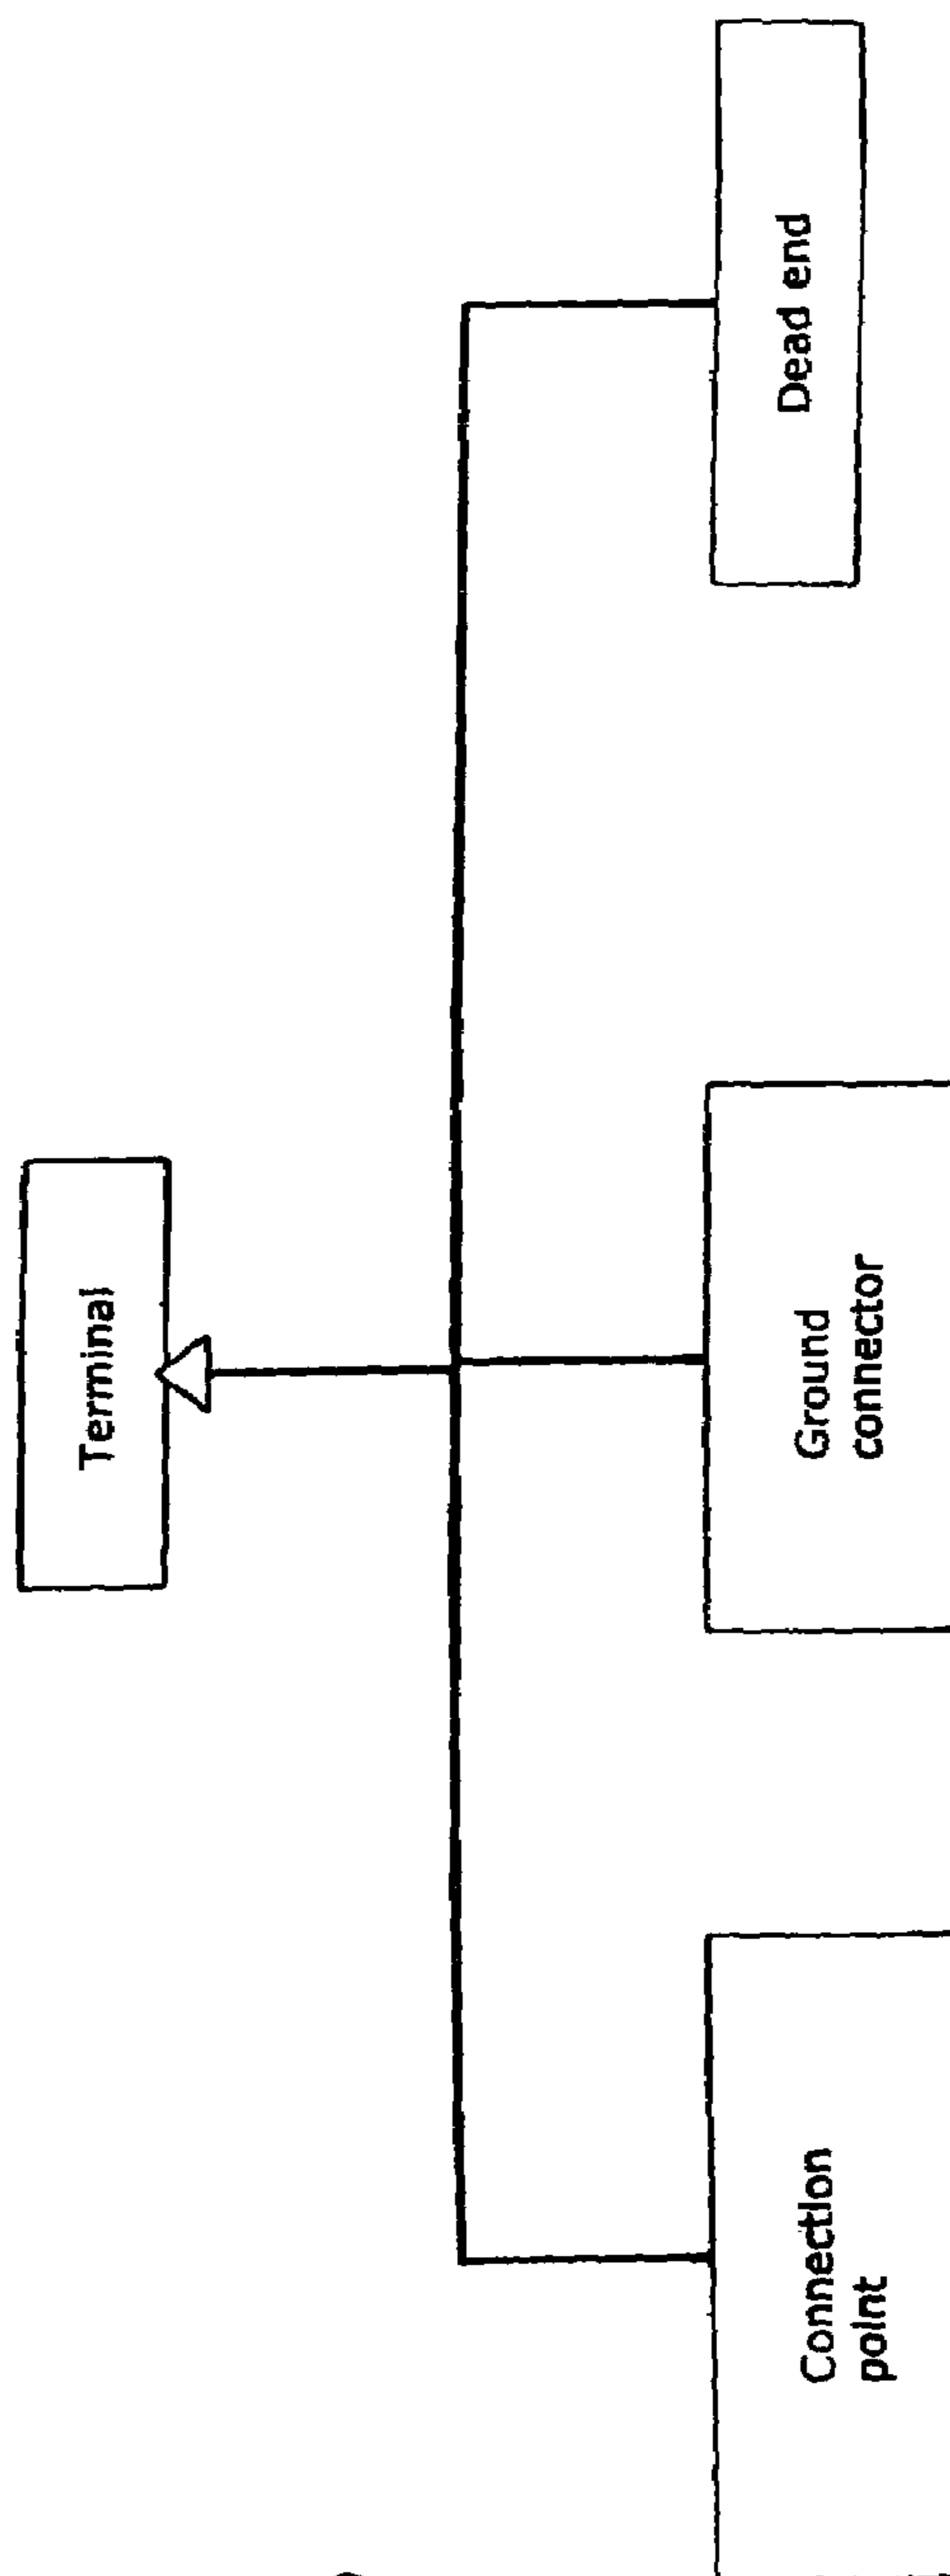 Terminal
Connection
point
Ground
connector
Dead end